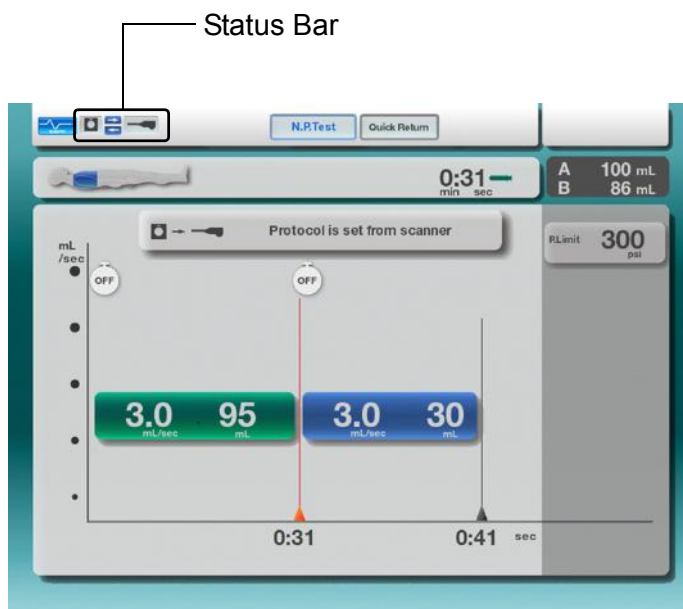 Status Bar
N.P.Test
Quick Return
0:31
min sec
A 100 mL
B 86 mL
Protocol is set from scanner
P.Limit 300
psi
mL
/sec
OFF
OFF
3.0 95
mL/sec mL
3.0 30
mL/sec mL
0:31
0:41 sec